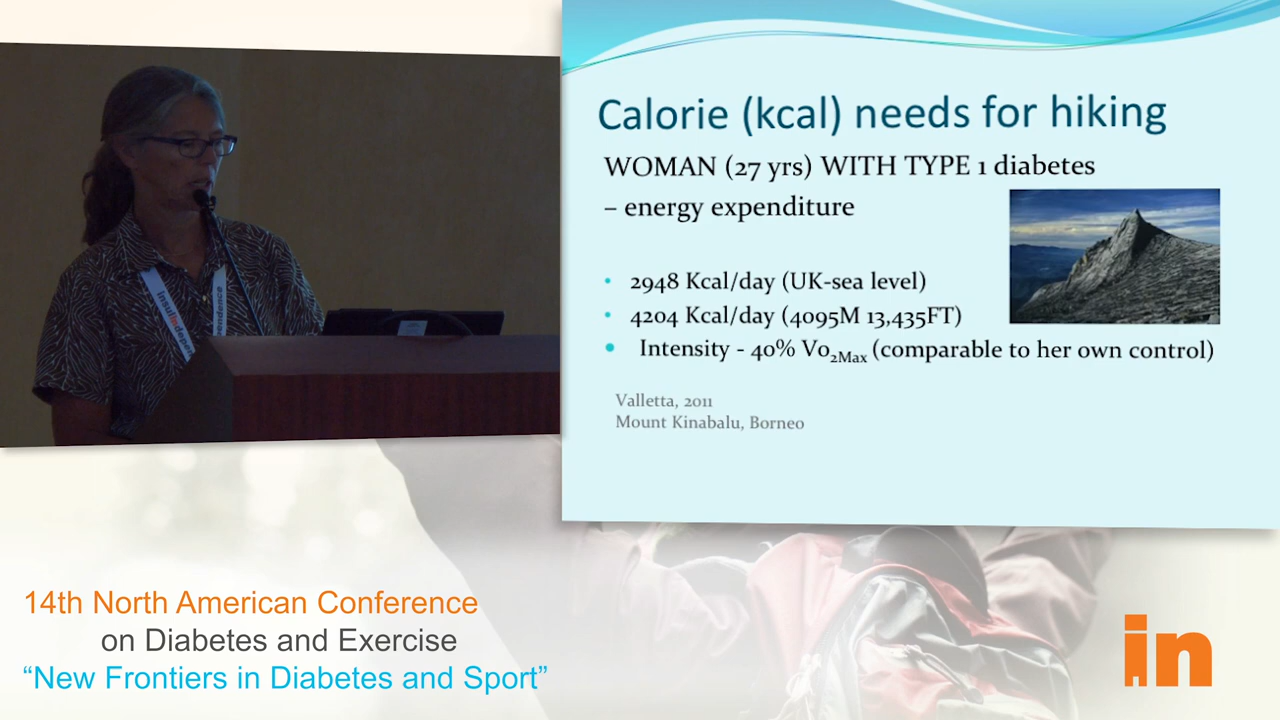 Calorie (kcal) needs for hiking
WOMAN (27 yrs) WITH TYPE 1 diabetes
– energy expenditure
• 2948 Kcal/day (UK-sea level)
• 4204 Kcal/day (4095M 13,435FT)
• Intensity - 40% Vo2Max (comparable to her own control)
Valletta, 2011
Mount Kinabalu, Borneo
insulindepen
pendence
14th North American Conference
on Diabetes and Exercise
“New Frontiers in Diabetes and Sport”
in